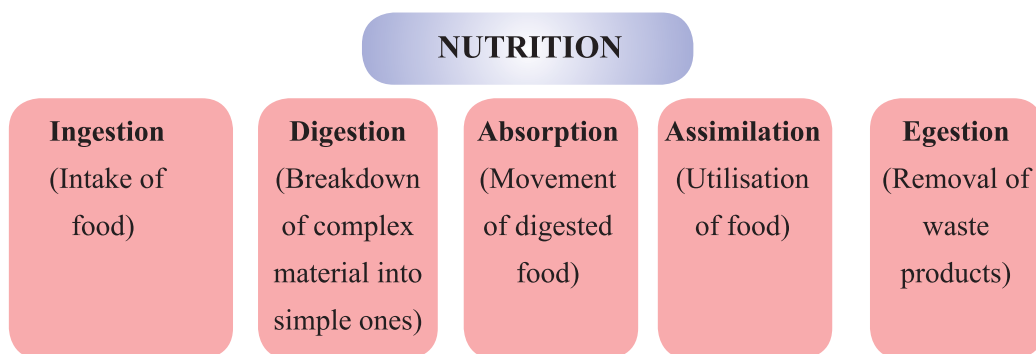 NUTRITION
Ingestion
(Intake of
food)
Digestion
(Breakdown
of complex
material into
simple ones)
Absorption
(Movement
of digested
food)
Assimilation
(Utilisation
of food)
Egestion
(Removal of
waste
products)